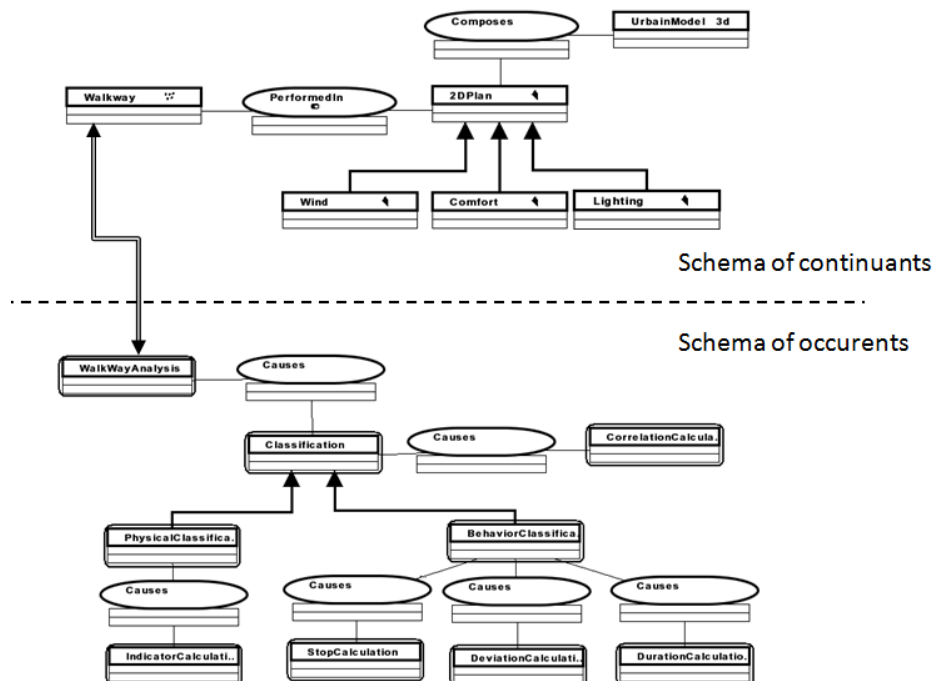 Composes
UrbainModel 3d
Walkway
PerformedIn
2DPlan
Wind
Comfort
Lighting
Schema of continuants
Schema of occurents
WalkWayAnalysis
Causes
Classification
Causes
CorrelationCalcula.
PhysicalClassifica.
BehaviorClassifica.
Causes
Causes
Causes
Causes
IndicatorCalculati..
StopCalculation
DeviationCalculati..
DurationCalculatio..